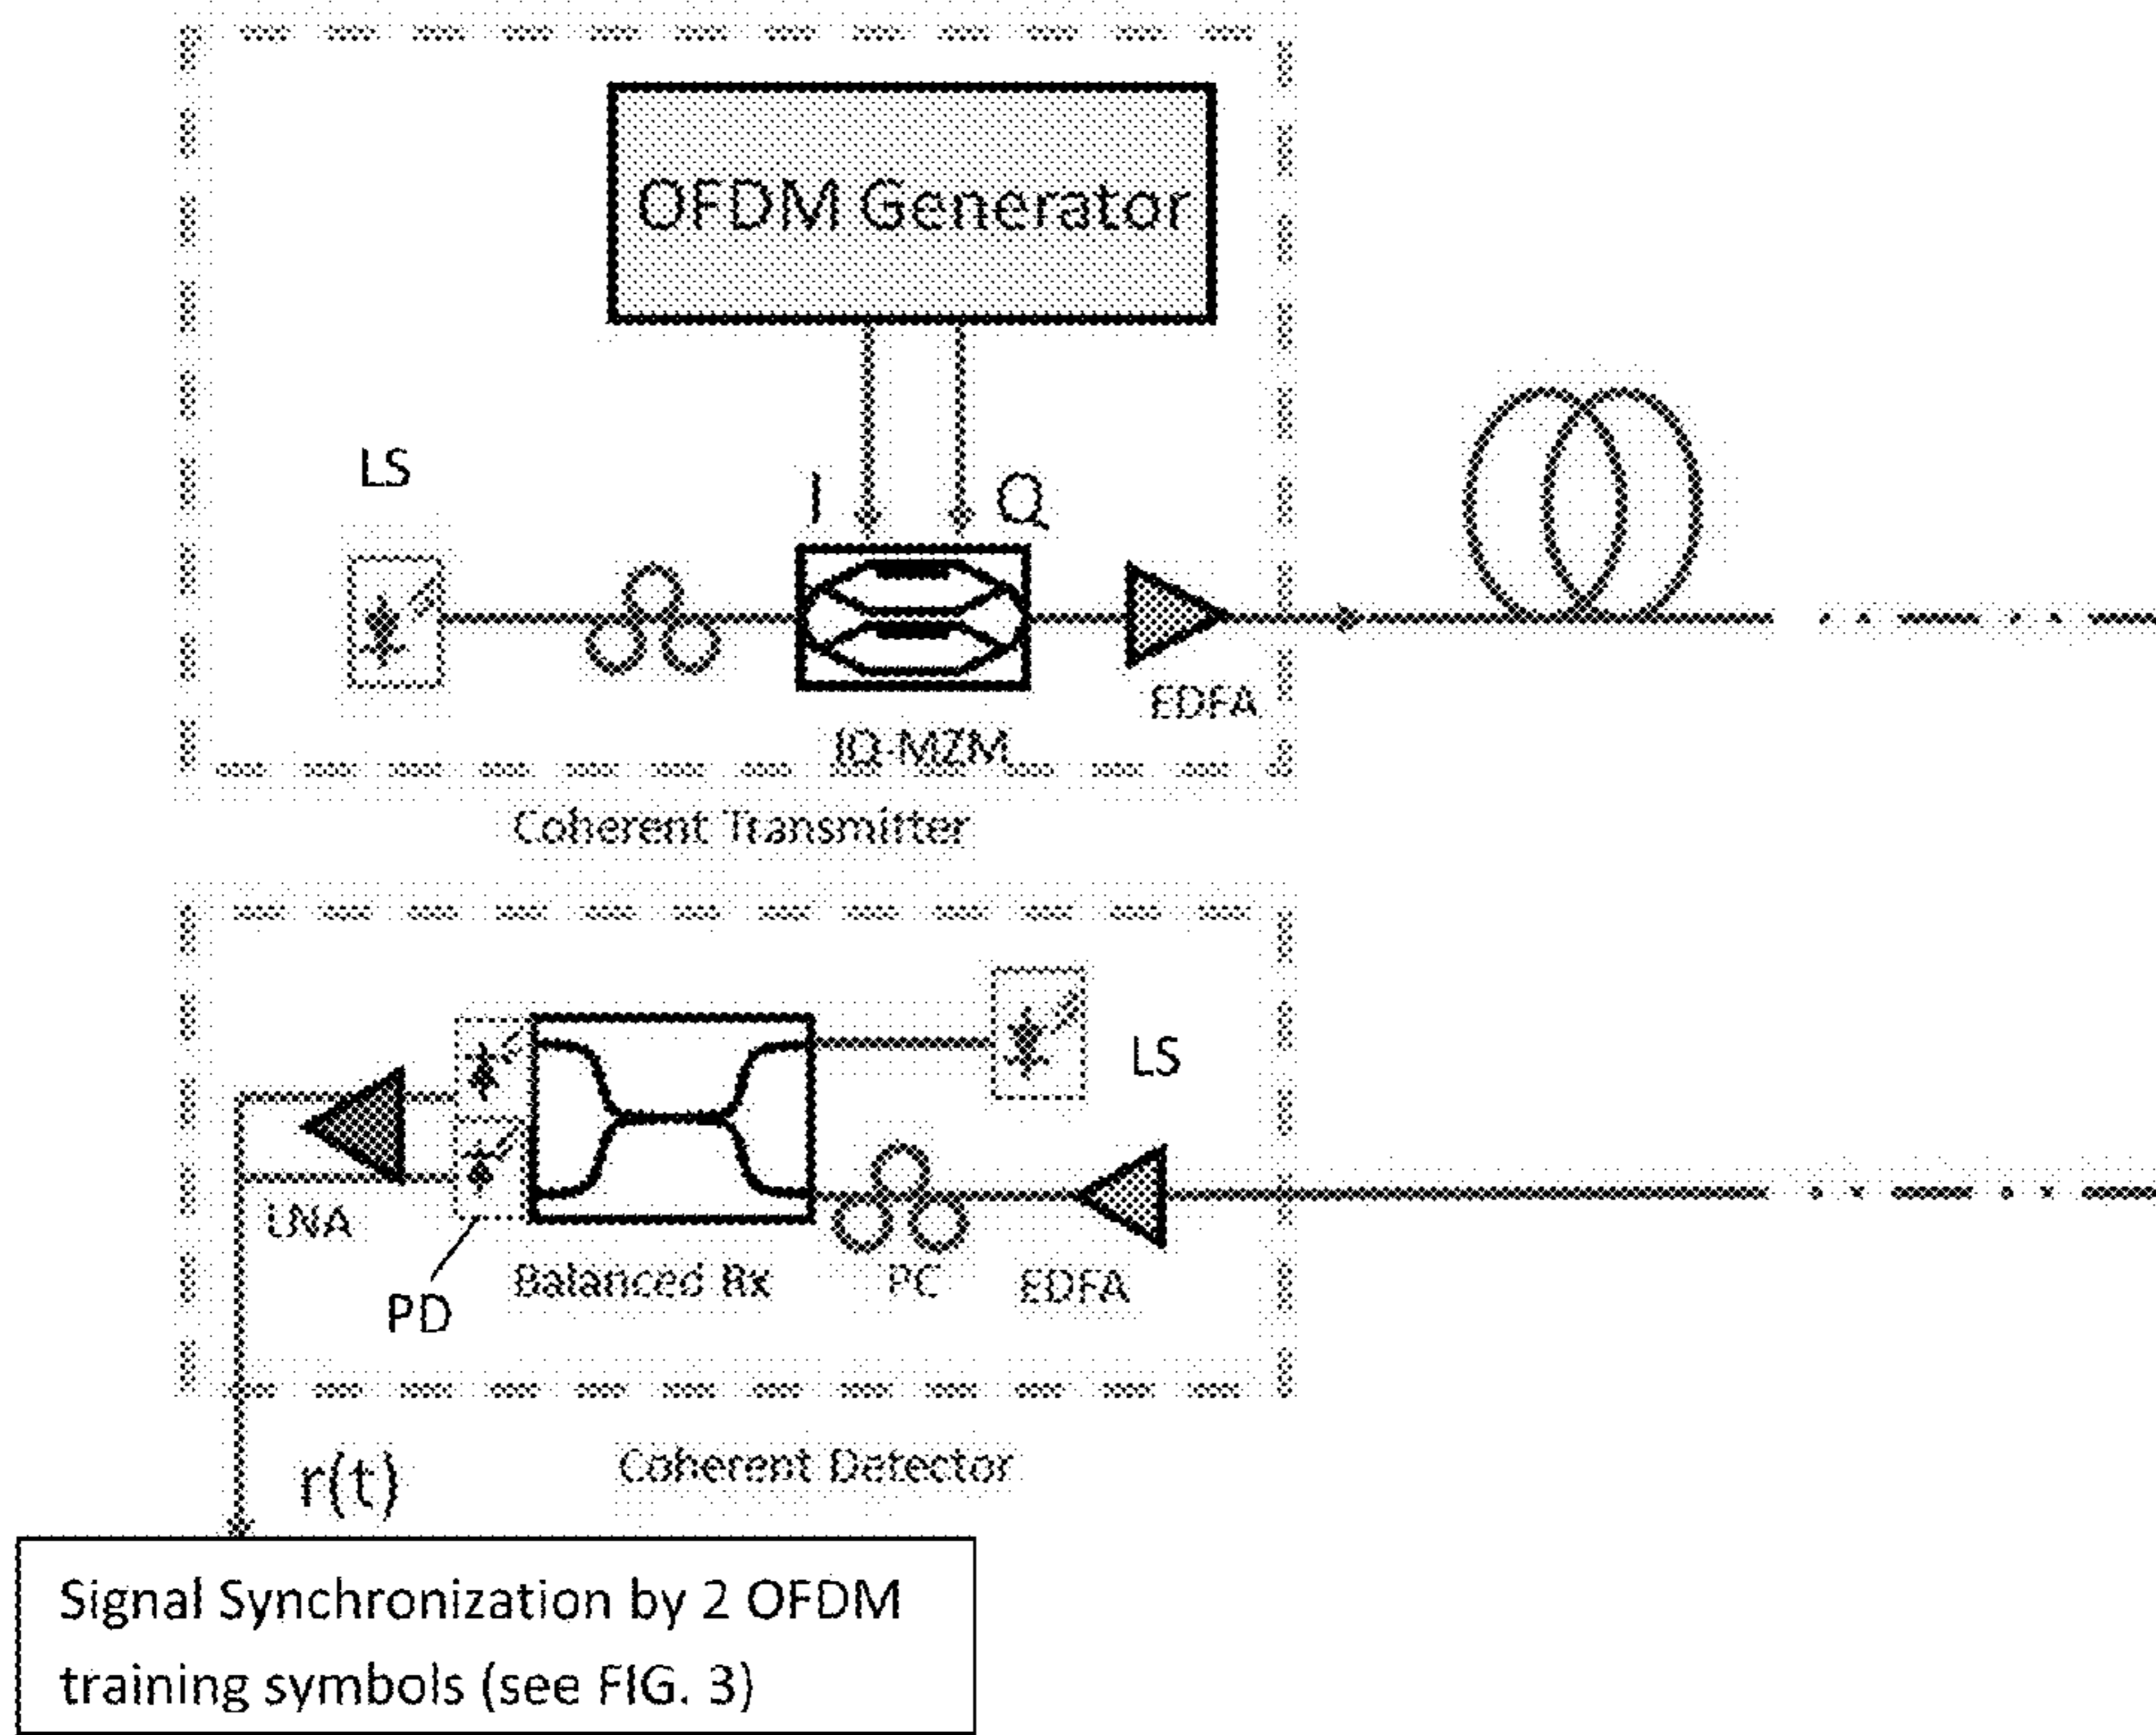 OFDM Generator
LS
I
Q
EDFA
IQ-MZM
Coherent Transmitter
LS
LNA
PD
Balanced Rx
PC
EDFA
r(t)
Coherent Detector
Signal Synchronization by 2 OFDM
training symbols (see FIG. 3)